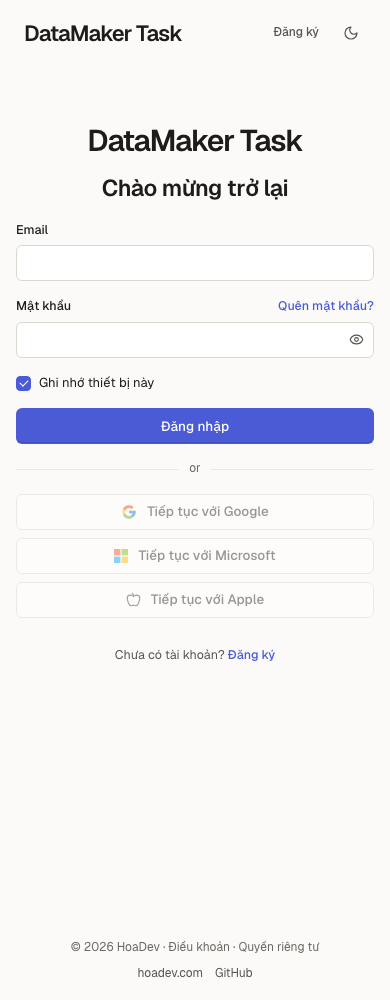 DataMaker Task
Đăng ký
DataMaker Task
Chào mừng trở lại
Email
Mật khẩu
Quên mật khẩu?
Ghi nhớ thiết bị này
Đăng nhập
or
Tiếp tục với Google
Tiếp tục với Microsoft
Tiếp tục với Apple
Chưa có tài khoản? Đăng ký
© 2026 HoaDev · Điều khoản · Quyền riêng tư
hoadev.com GitHub